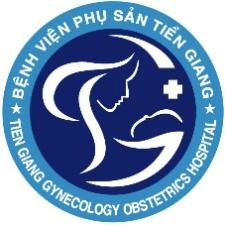 BỆNH VIỆN PHỤ SẢN TIỀN GIANG
TIEN GIANG GYNECOLOGY OBSTETRICS HOSPITAL